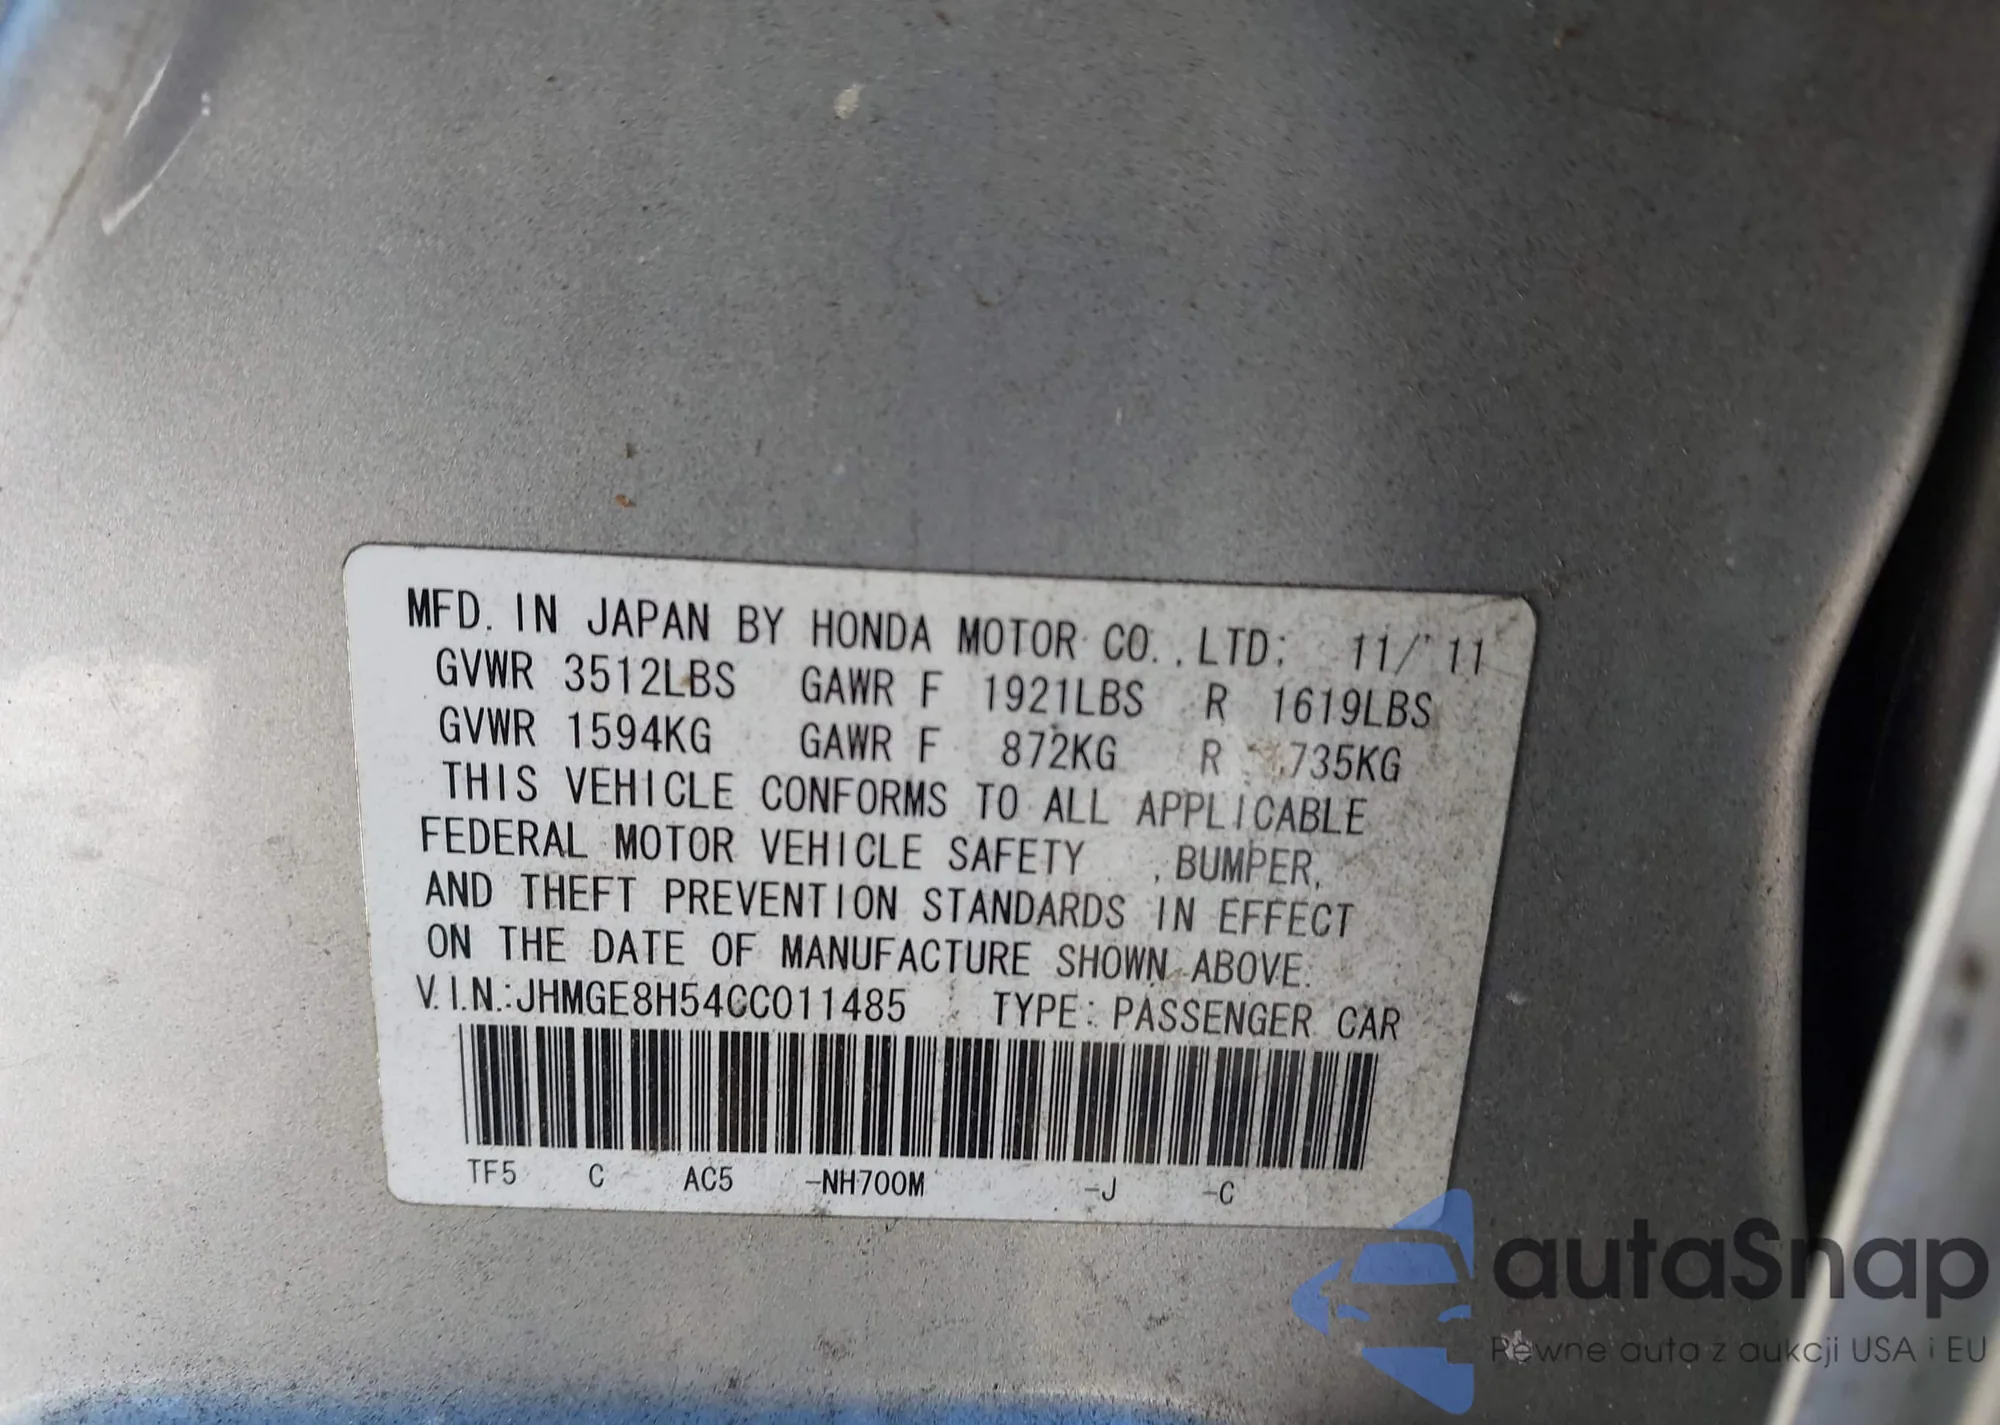 MFD. IN JAPAN BY HONDA MOTOR CO., LTD: 11/'11
GVWR 3512LBS GAWR F 1921LBS R 1619LBS
GVWR 1594KG GAWR F 872KG R 735KG
THIS VEHICLE CONFORMS TO ALL APPLICABLE
FEDERAL MOTOR VEHICLE SAFETY , BUMPER,
AND THEFT PREVENTION STANDARDS IN EFFECT
ON THE DATE OF MANUFACTURE SHOWN ABOVE.
V.I.N.:JHMGE8H54CC011485 TYPE: PASSENGER CAR
TF5 C AC5 -NH700M -J -C
autaSnap
Pewne auta z aukcji USA i EU